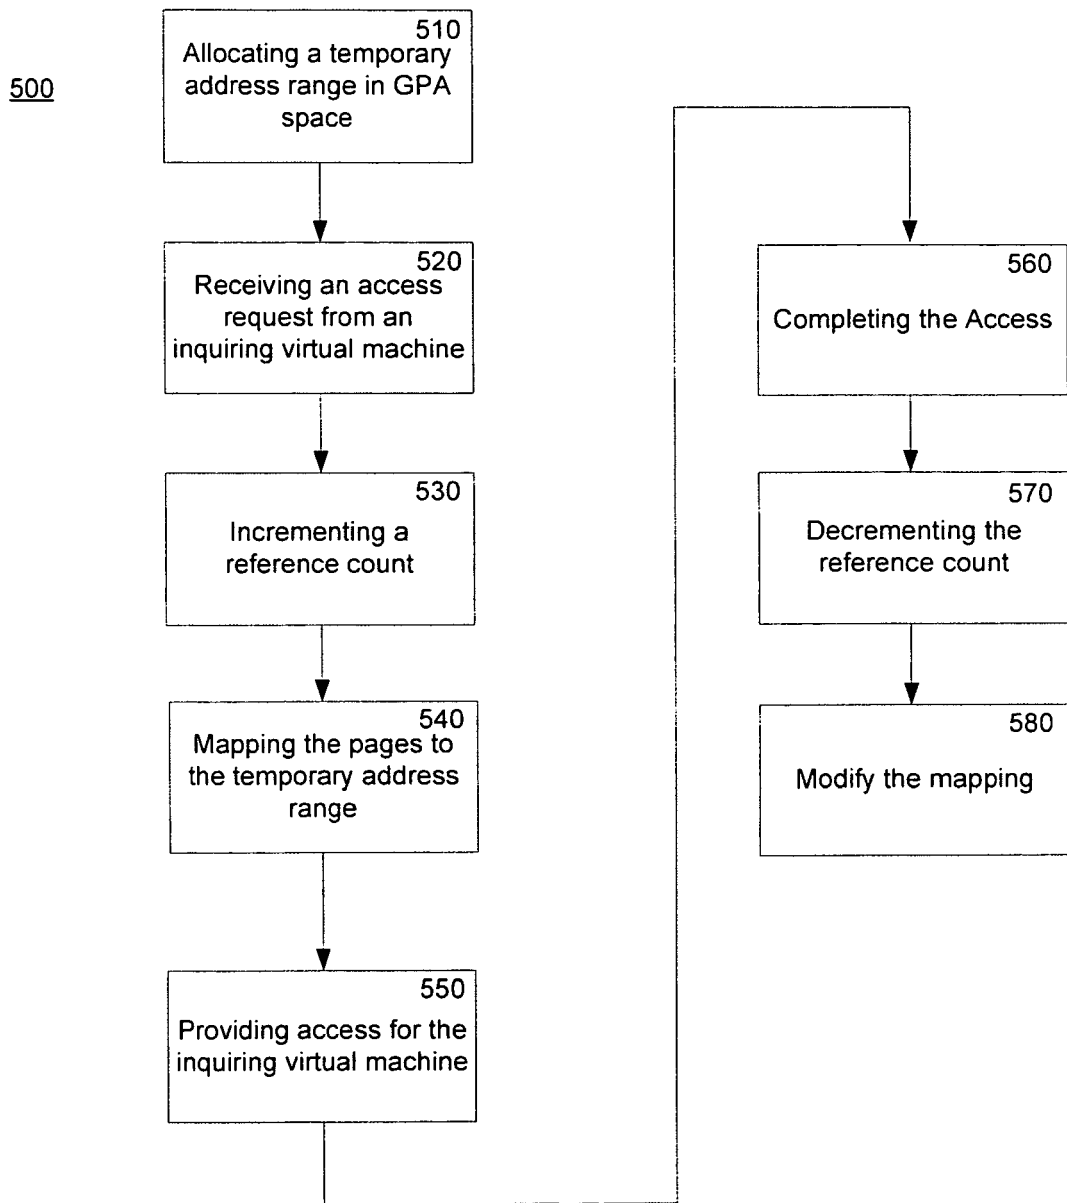 500
510
Allocating a temporary
address range in GPA
space
520
Receiving an access
request from an
inquiring virtual machine
530
Incrementing a
reference count
540
Mapping the pages to
the temporary address
range
550
Providing access for the
inquiring virtual machine
560
Completing the Access
570
Decrementing the
reference count
580
Modify the mapping